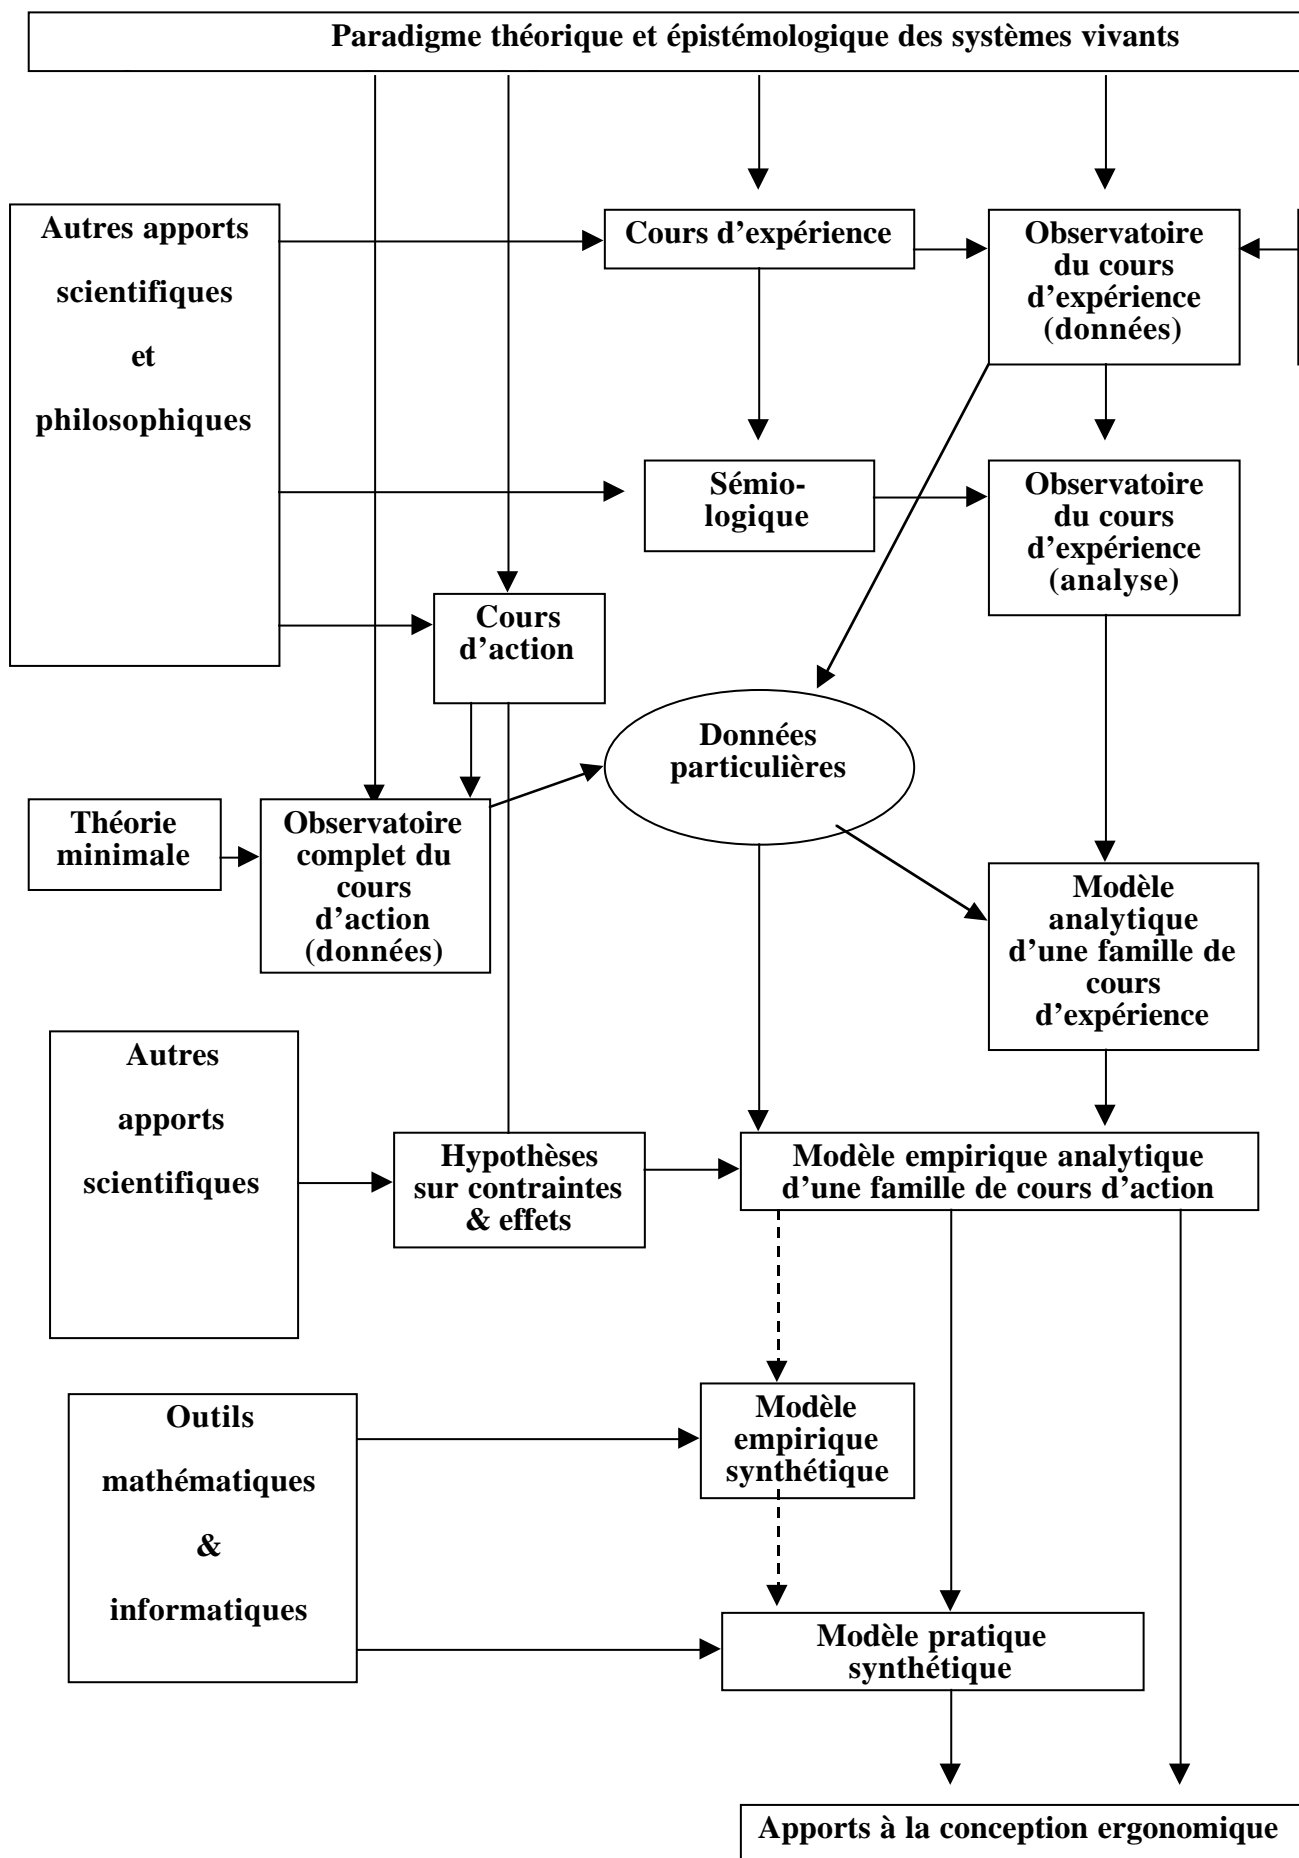 Paradigme théorique et épistémologique des systèmes vivants
Autres apports
scientifiques
et
philosophiques
Cours d'expérience
Observatoire
du cours
d'expérience
(données)
Sémio-
logique
Observatoire
du cours
d'expérience
(analyse)
Cours
d'action
Données
particulières
Théorie
minimale
Observatoire
complet du
cours
d'action
(données)
Modèle
analytique
d'une famille de
cours
d'expérience
Autres
apports
scientifiques
Hypothèses
sur contraintes
& effets
Modèle empirique analytique
d'une famille de cours d'action
Outils
mathématiques
&
informatiques
Modèle
empirique
synthétique
Modèle pratique
synthétique
Apports à la conception ergonomique